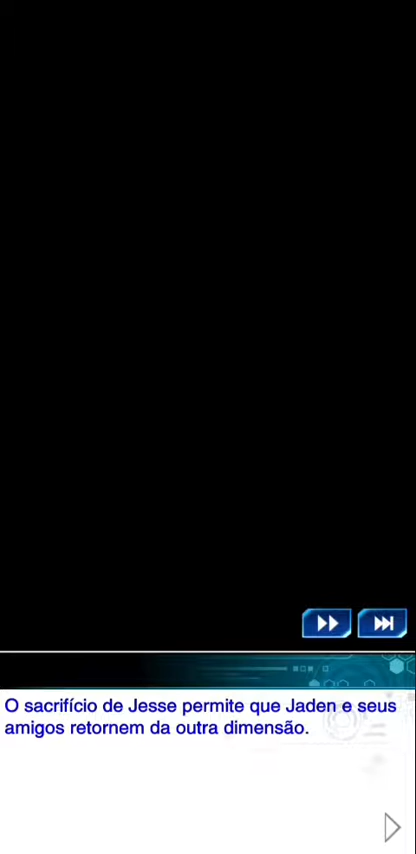 O sacrifício de Jesse permite que Jaden e seus
amigos retornem da outra dimensão.